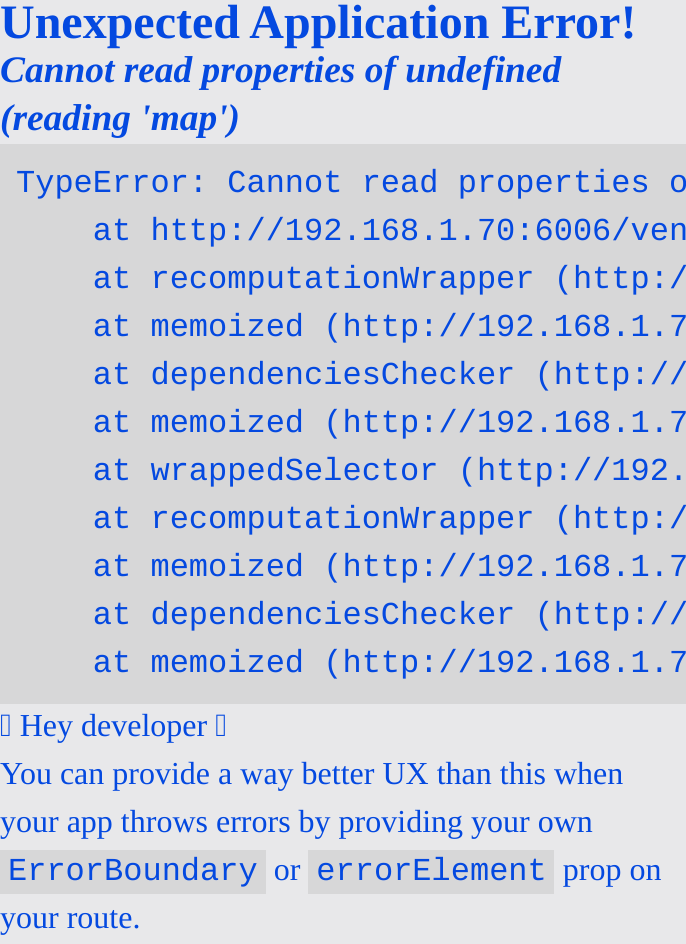 Unexpected Application Error!
Cannot read properties of undefined
(reading 'map')
TypeError: Cannot read properties o
at http://192.168.1.70:6006/ven
at recomputationWrapper (http:/
at memoized (http://192.168.1.7
at dependenciesChecker (http://
at memoized (http://192.168.1.7
at wrappedSelector (http://192.
at recomputationWrapper (http:/
at memoized (http://192.168.1.7
at dependenciesChecker (http://
at memoized (http://192.168.1.7
Hey developer
You can provide a way better UX than this when
your app throws errors by providing your own
ErrorBoundary or errorElement prop on
your route.